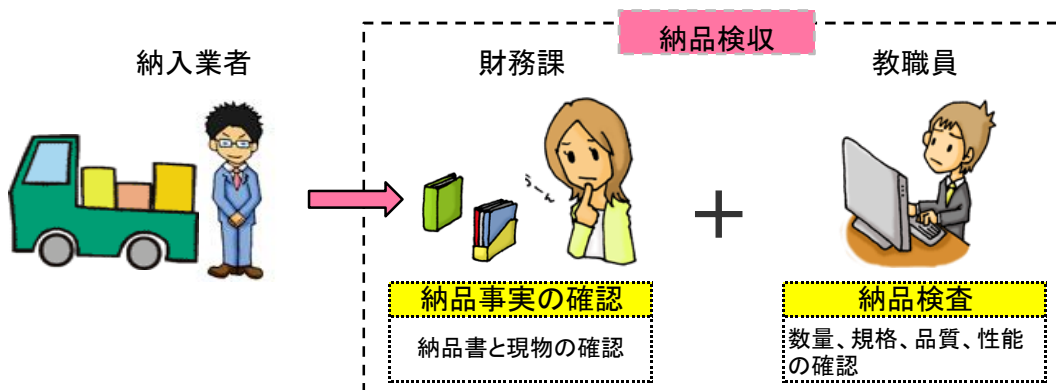 納品検収
納入業者
財務課
教職員
うーん
+
納品事実の確認
納品検査
納品書と現物の確認
数量、規格、品質、性能
の確認